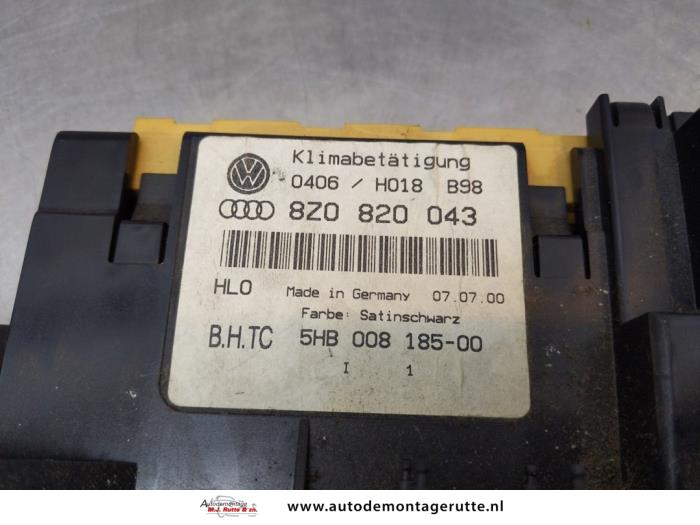 Klimabetätigung
0406 / H018 B98
8Z0 820 043
HLO Made in Germany 07.07.00
Farbe: Satinschwarz
B.H.TC 5HB 008 185-00
I 1
Autodemontage
M.J. Rutte & zn.
www.autodemontagerutte.nl